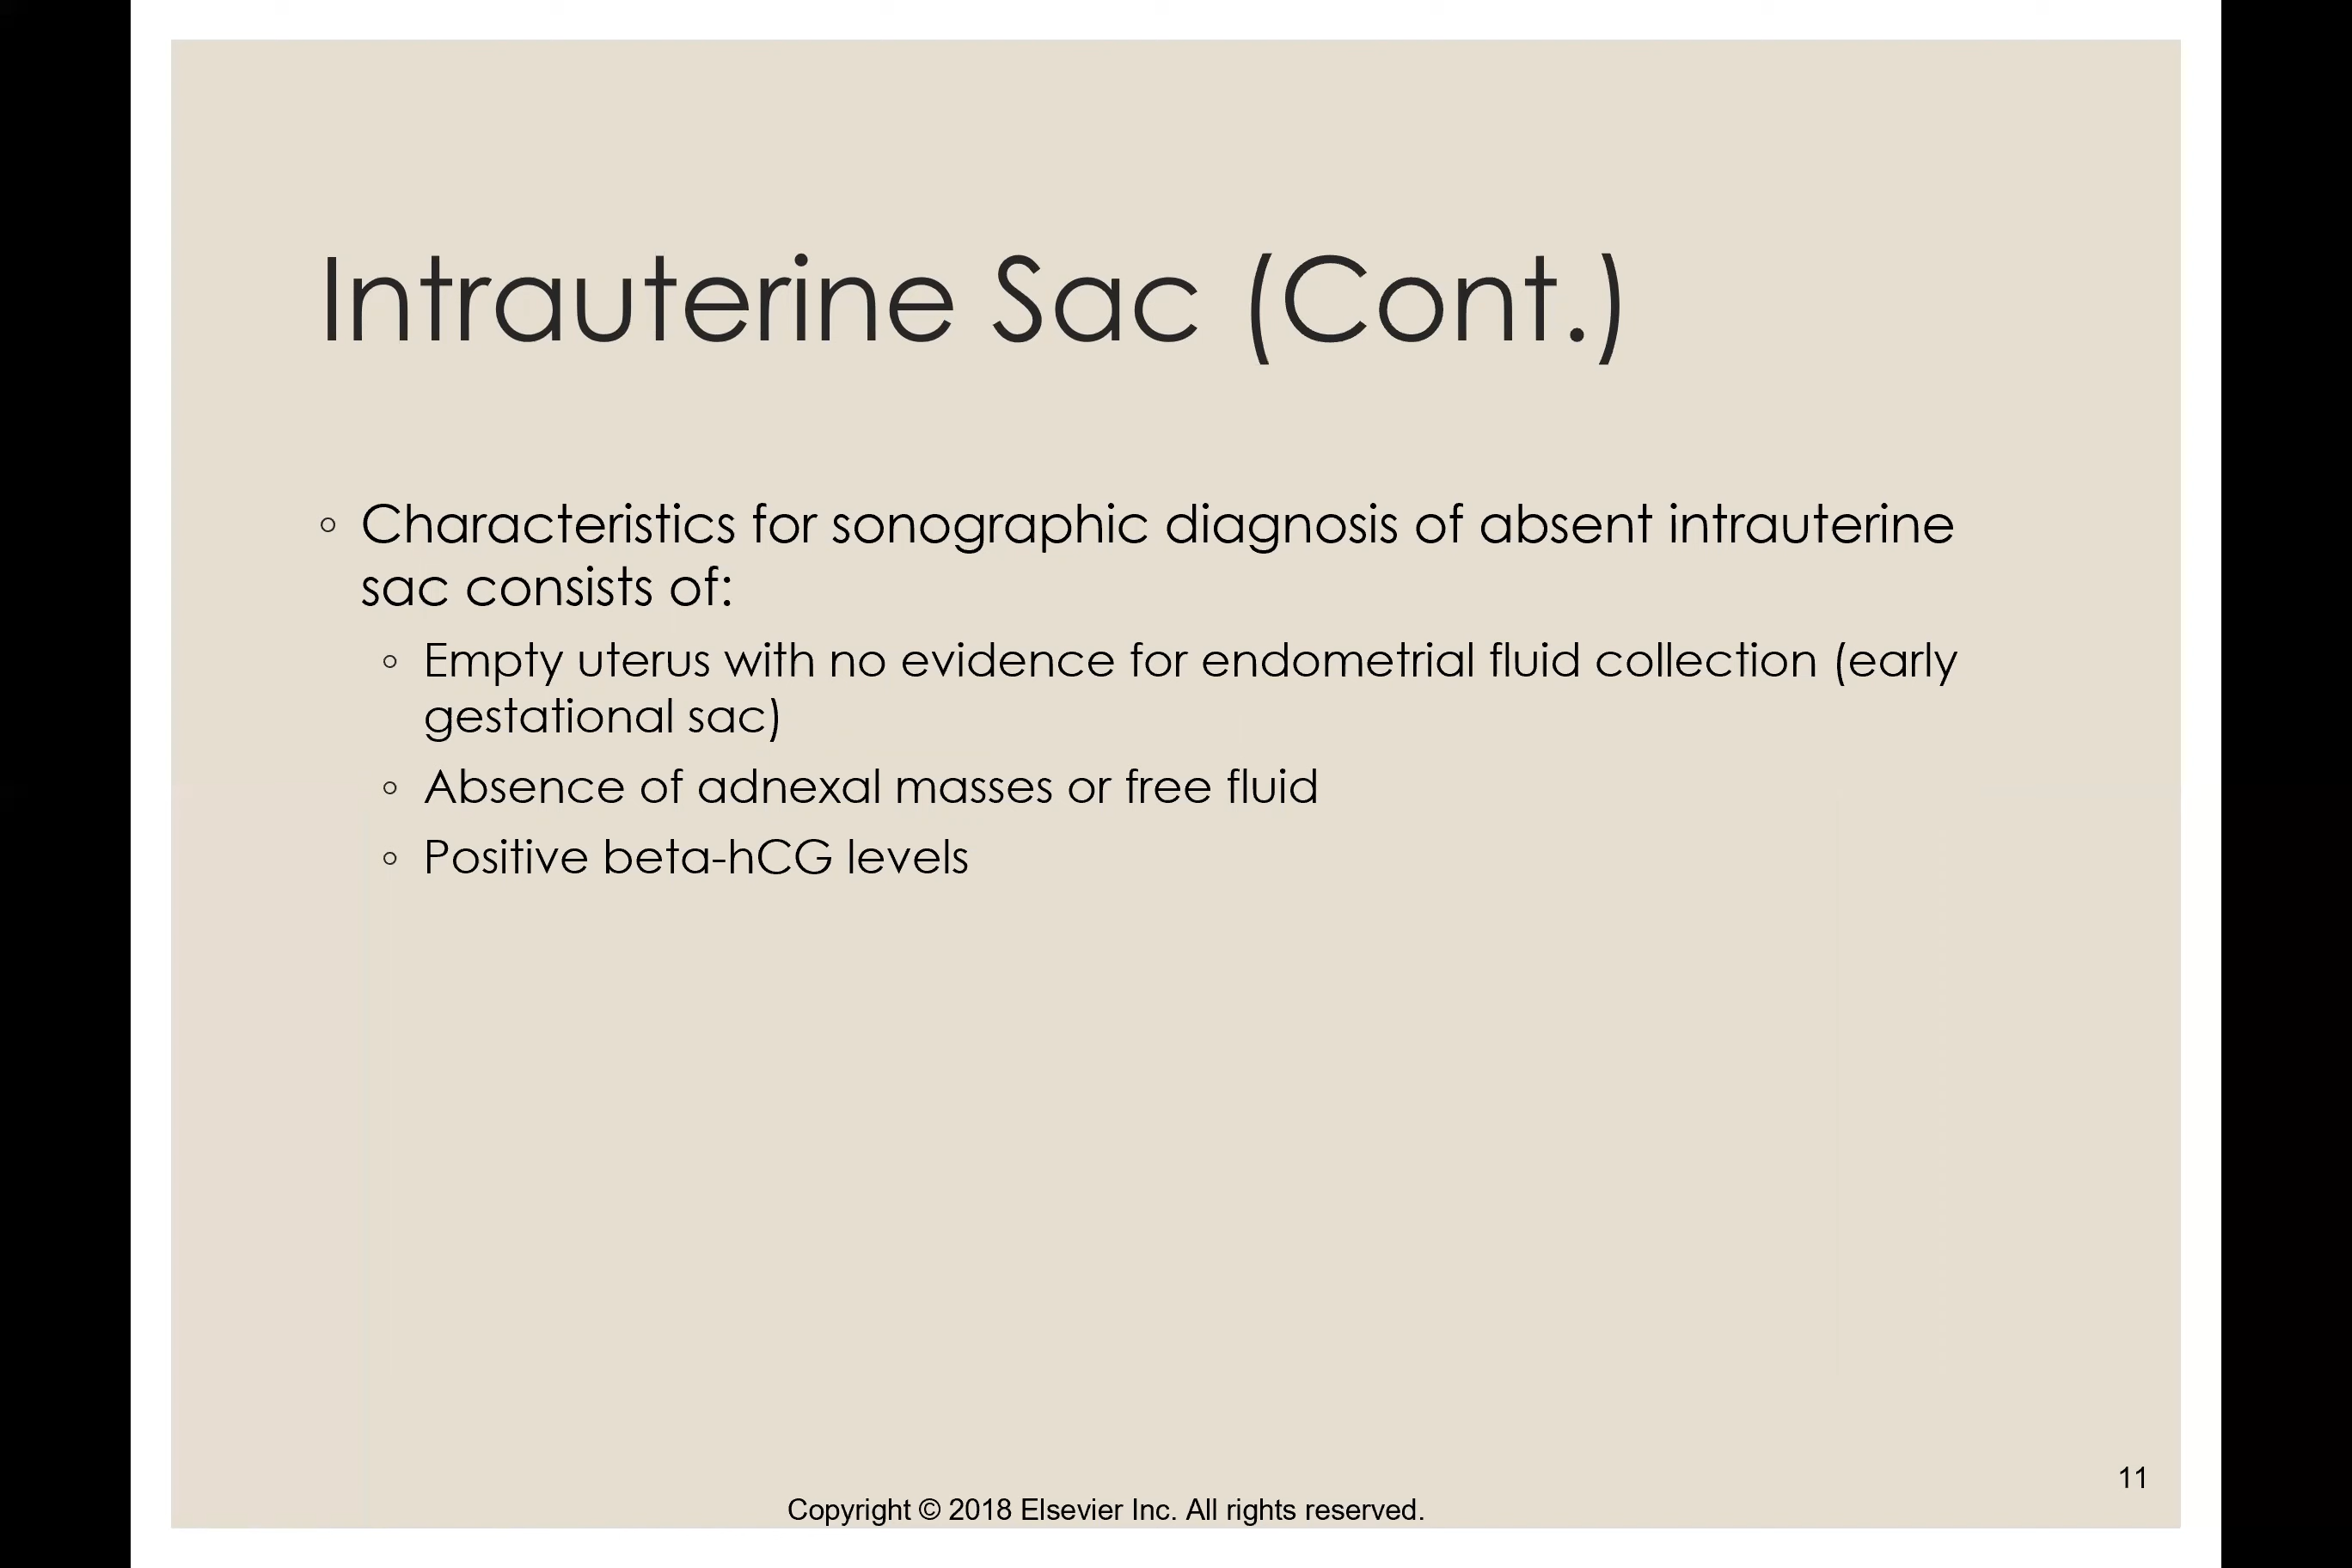 Intrauterine Sac (Cont.)
◦ Characteristics for sonographic diagnosis of absent intrauterine
sac consists of:
◦ Empty uterus with no evidence for endometrial fluid collection (early
gestational sac)
◦ Absence of adnexal masses or free fluid
◦ Positive beta-hCG levels
11
Copyright © 2018 Elsevier Inc. All rights reserved.